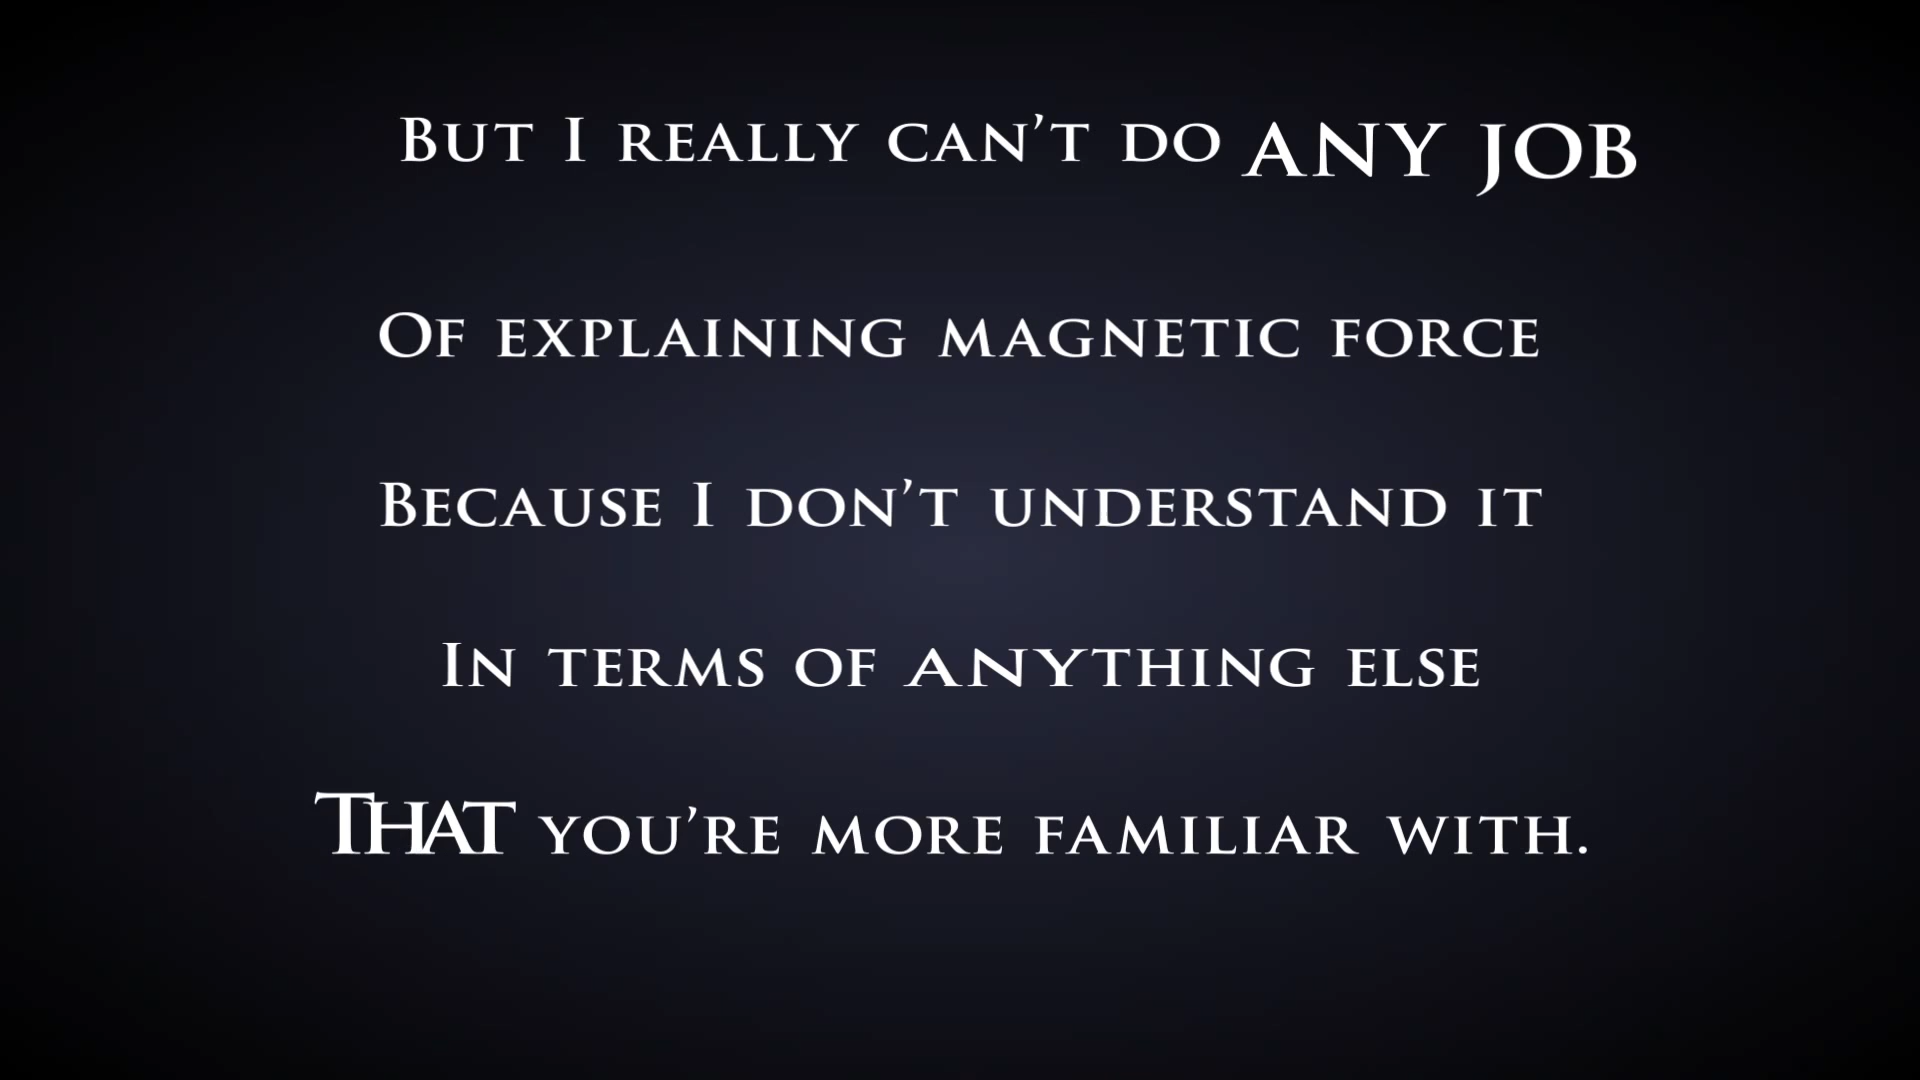 But I really can't do any job
Of explaining magnetic force
Because I don't understand it
In terms of anything else
That you're more familiar with.